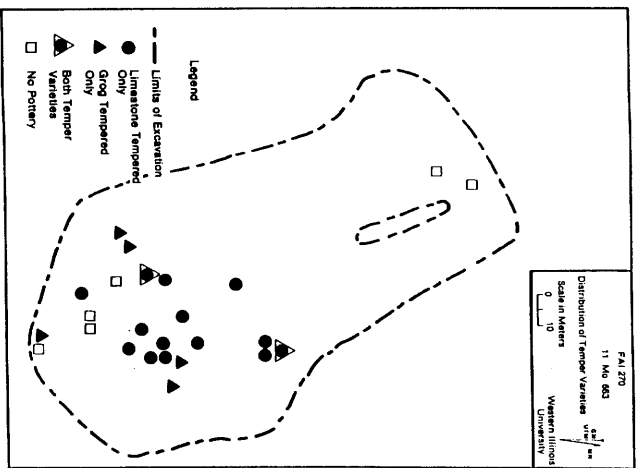 FAI 270
11 Mo 663
Distribution of Temper Varieties
Scale in Meters
0 10
Western Illinois
University
Legend
Limits of Excavation
Limestone Tempered
Only
Grog Tempered
Only
Both Temper
Varieties
No Pottery